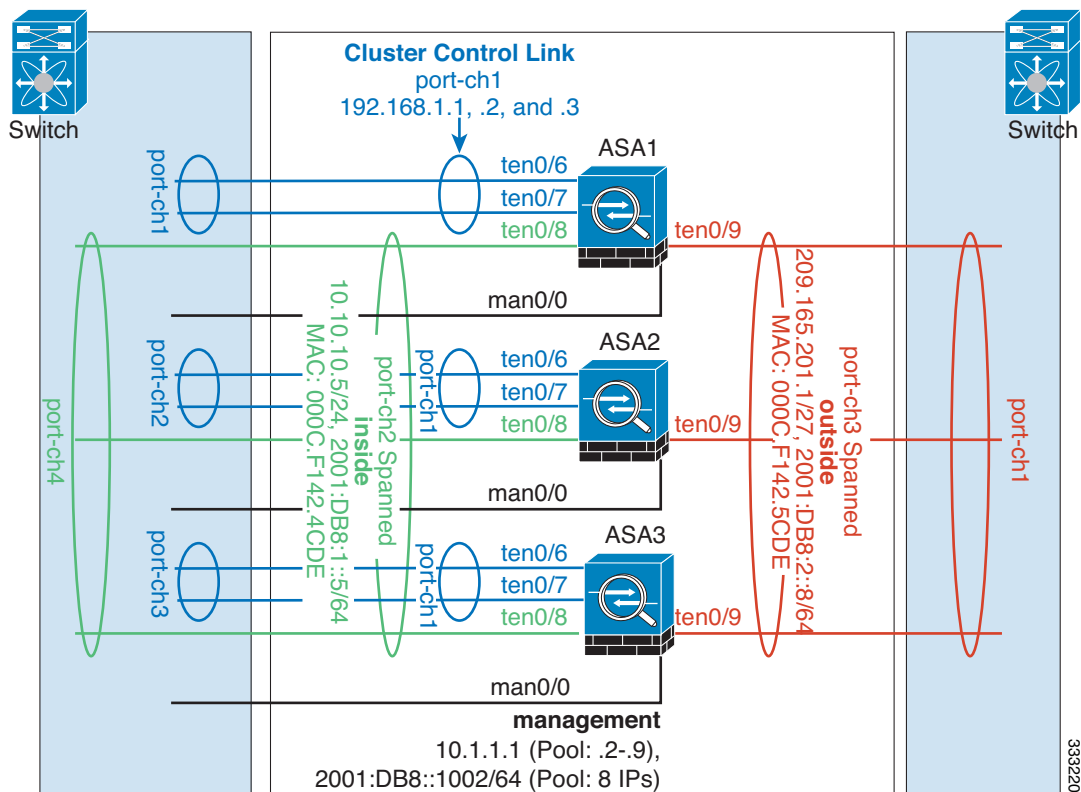 Switch
Switch
Cluster Control Link
port-ch1
192.168.1.1, .2, and .3
ASA1
ten0/6
ten0/7
ten0/8
ten0/9
port-ch1
man0/0
ASA2
ten0/6
ten0/7
ten0/8
ten0/9
port-ch2
port-ch1
man0/0
ASA3
ten0/6
ten0/7
ten0/8
ten0/9
port-ch3
port-ch1
man0/0
port-ch4
port-ch2 Spanned
inside
10.10.10.5/24, 2001:DB8:1::5/64
MAC: 000C.F142.4CDE
port-ch3 Spanned
outside
209.165.201.1/27, 2001:DB8:2::8/64
MAC: 000C.F142.5CDE
port-ch1
management
10.1.1.1 (Pool: .2-.9),
2001:DB8::1002/64 (Pool: 8 IPs)
333220